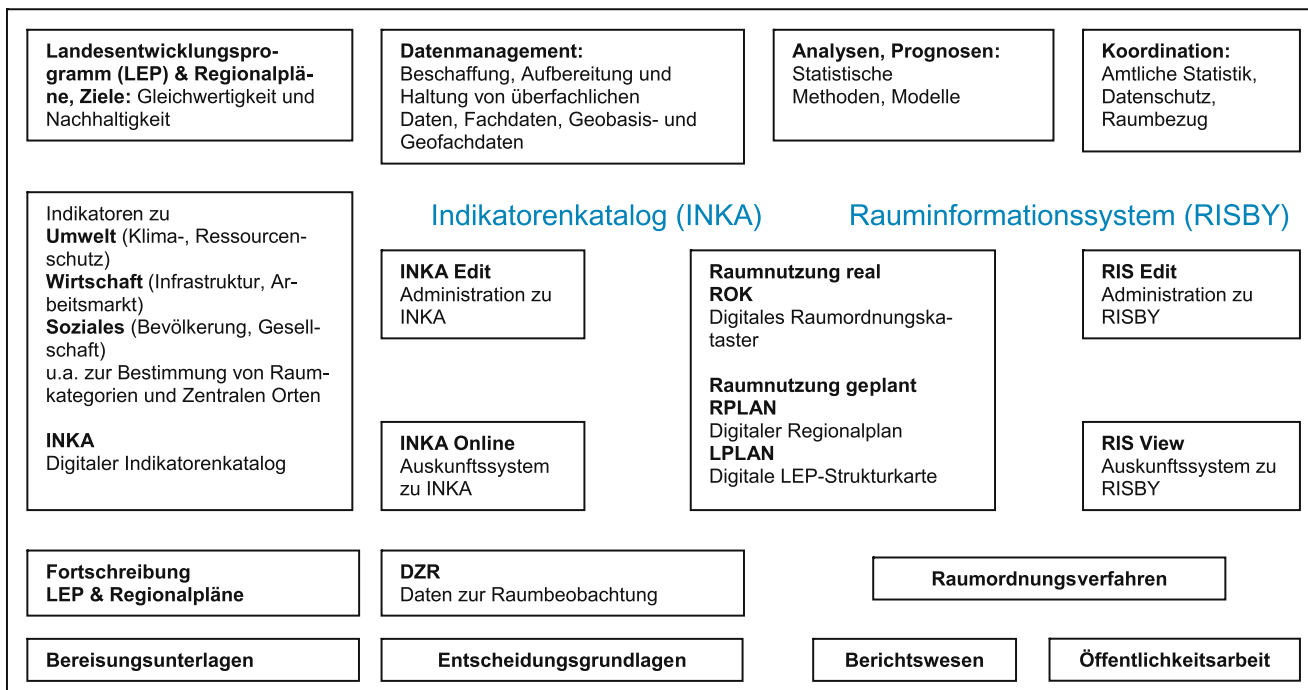 Landesentwicklungspro-
gramm (LEP) & Regionalplä-
ne, Ziele: Gleichwertigkeit und
Nachhaltigkeit
Datenmanagement:
Beschaffung, Aufbereitung und
Haltung von überfachlichen
Daten, Fachdaten, Geobasis- und
Geofachdaten
Analysen, Prognosen:
Statistische
Methoden, Modelle
Koordination:
Amtliche Statistik,
Datenschutz,
Raumbezug
Indikatoren zu
Umwelt (Klima-, Ressourcen-
schutz)
Wirtschaft (Infrastruktur, Ar-
beitsmarkt)
Soziales (Bevölkerung, Gesell-
schaft)
u.a. zur Bestimmung von Raum-
kategorien und Zentralen Orten
INKA
Digitaler Indikatorenkatalog
Indikatorenkatalog (INKA)
Rauminformationssystem (RISBY)
INKA Edit
Administration zu
INKA
INKA Online
Auskunftssystem
zu INKA
Raumnutzung real
ROK
Digitales Raumordnungska-
taster
Raumnutzung geplant
RPLAN
Digitaler Regionalplan
LPLAN
Digitale LEP-Strukturkarte
RIS Edit
Administration zu
RISBY
RIS View
Auskunftssystem zu
RISBY
Fortschreibung
LEP & Regionalpläne
DZR
Daten zur Raumbeobachtung
Raumordnungsverfahren
Bereisungsunterlagen
Entscheidungsgrundlagen
Berichtswesen
Öffentlichkeitsarbeit